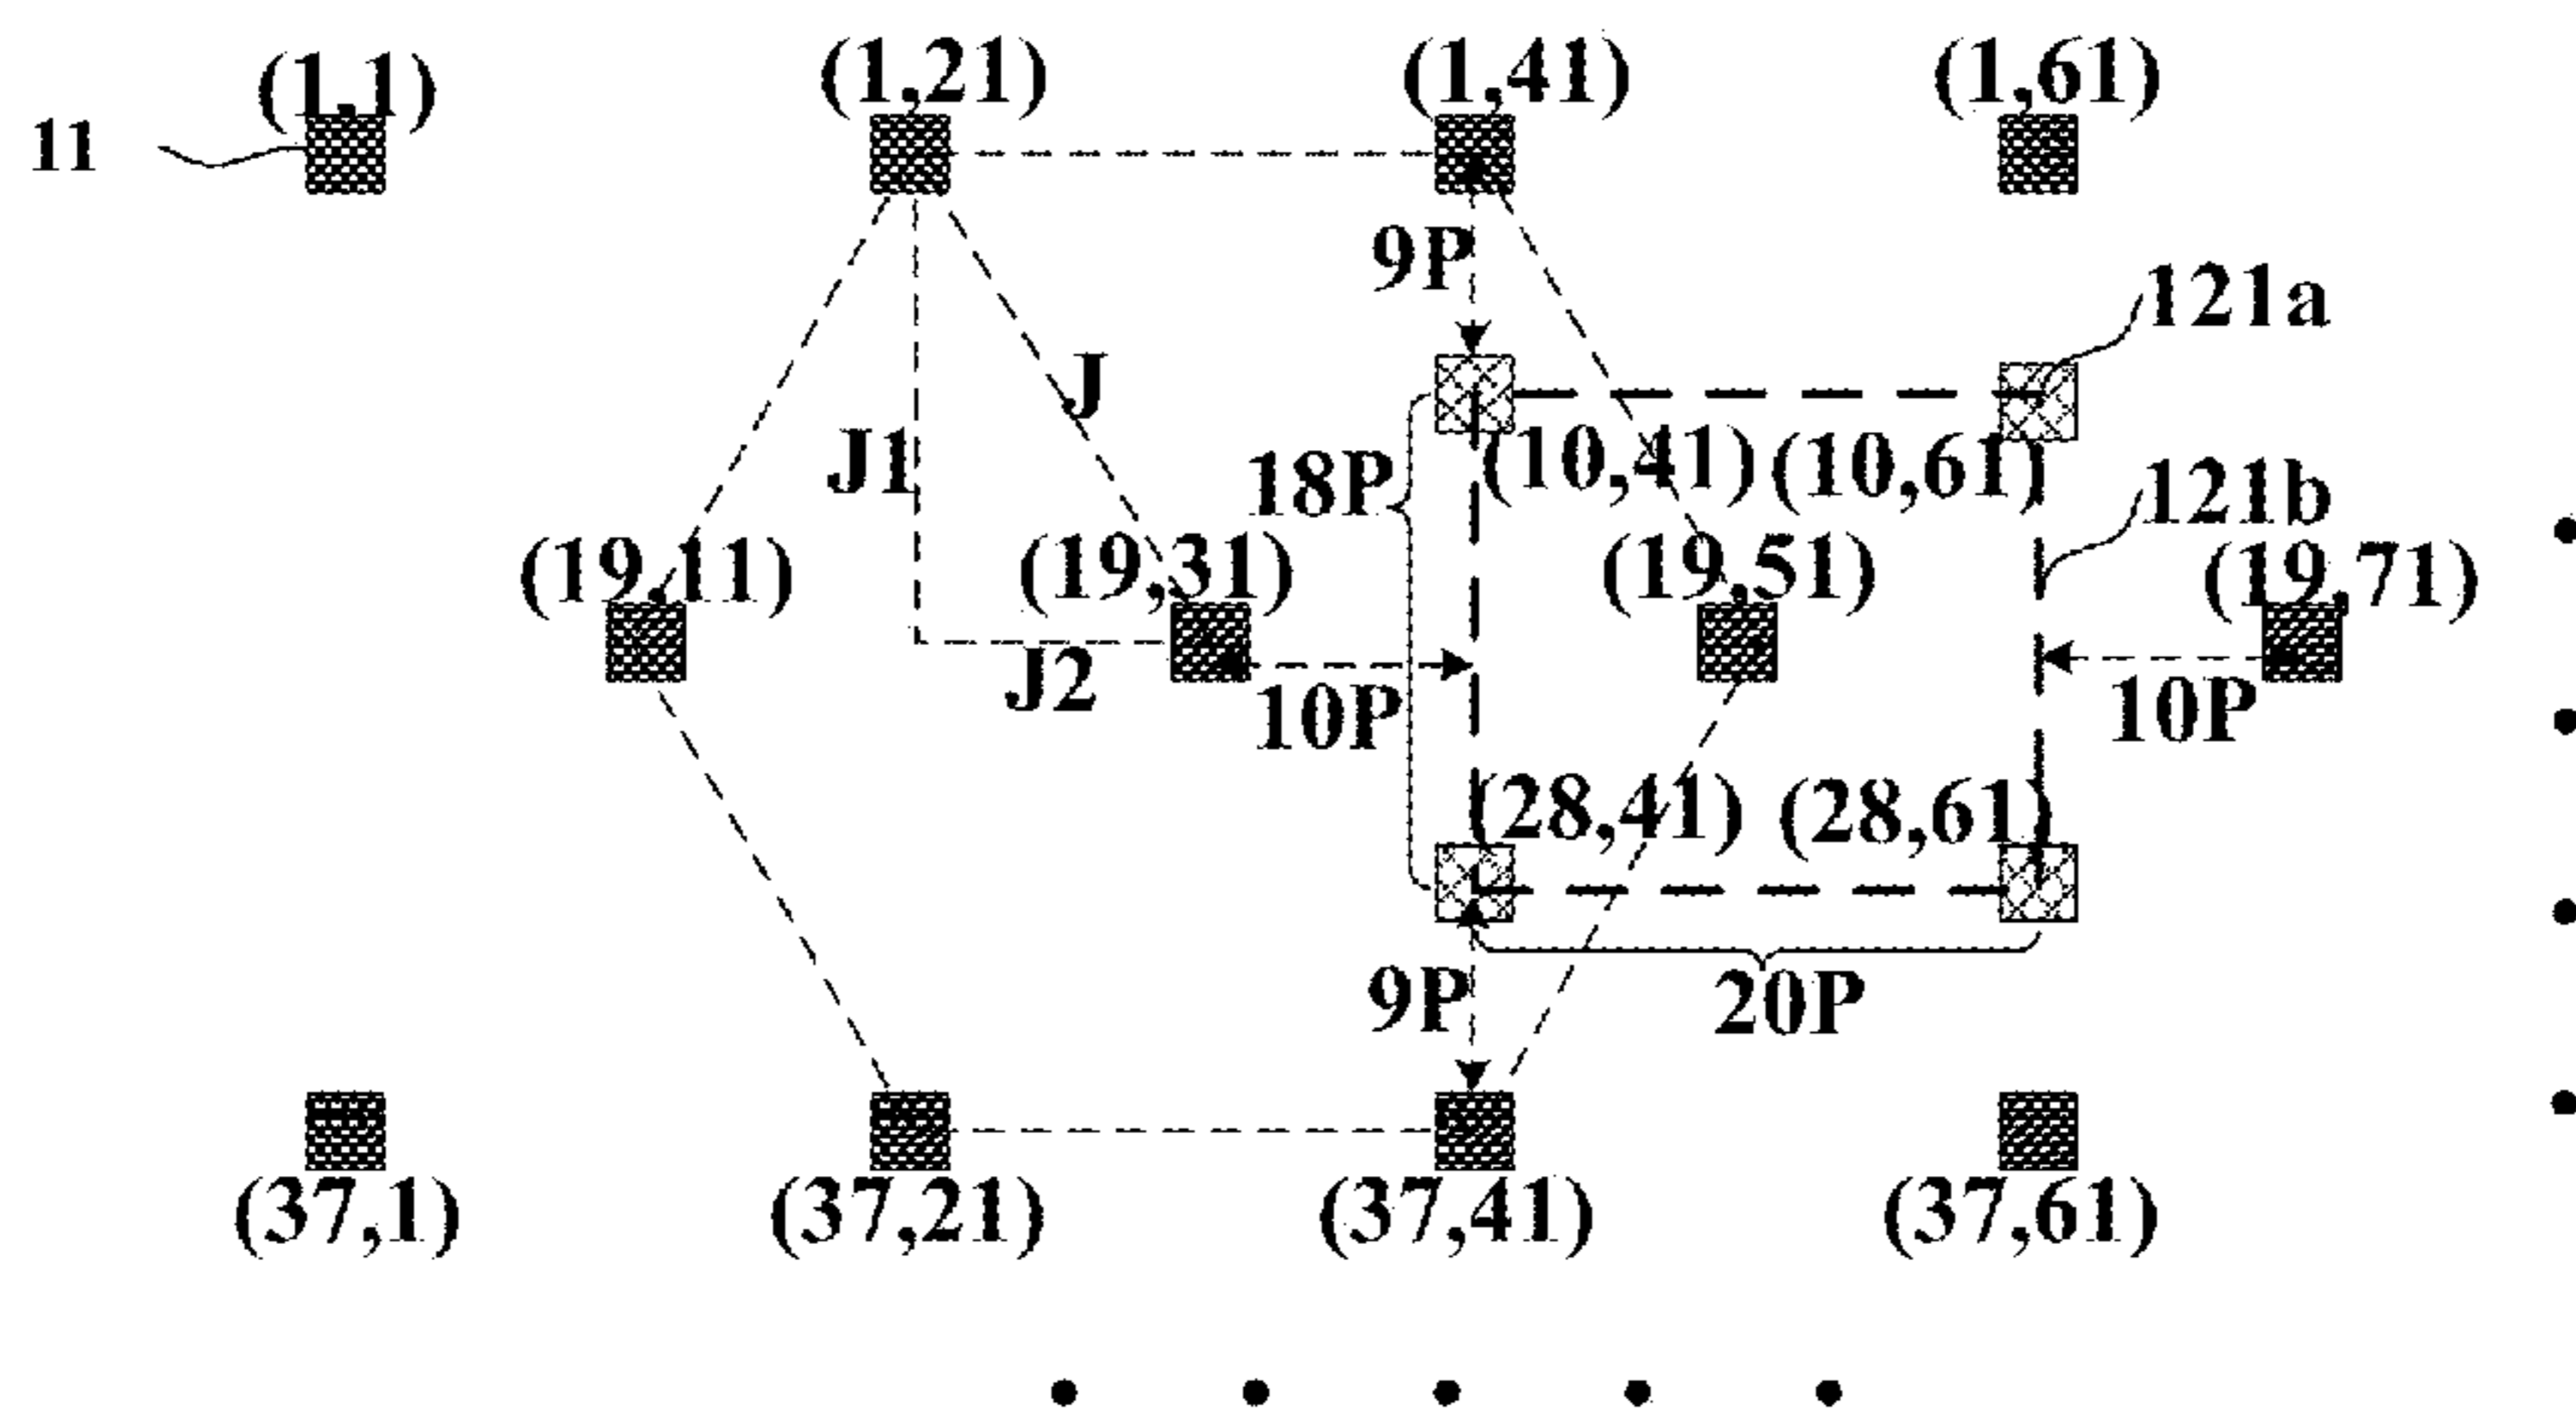 (1,1) (1,21) (1,41) (1,61)
11
9P
121a
J
J1
18P
(10,41) (10,61)
121b
(19,11) (19,31) (19,51) (19,71)
J2
10P
10P
(28,41) (28,61)
9P
20P
(37,1) (37,21) (37,41) (37,61)